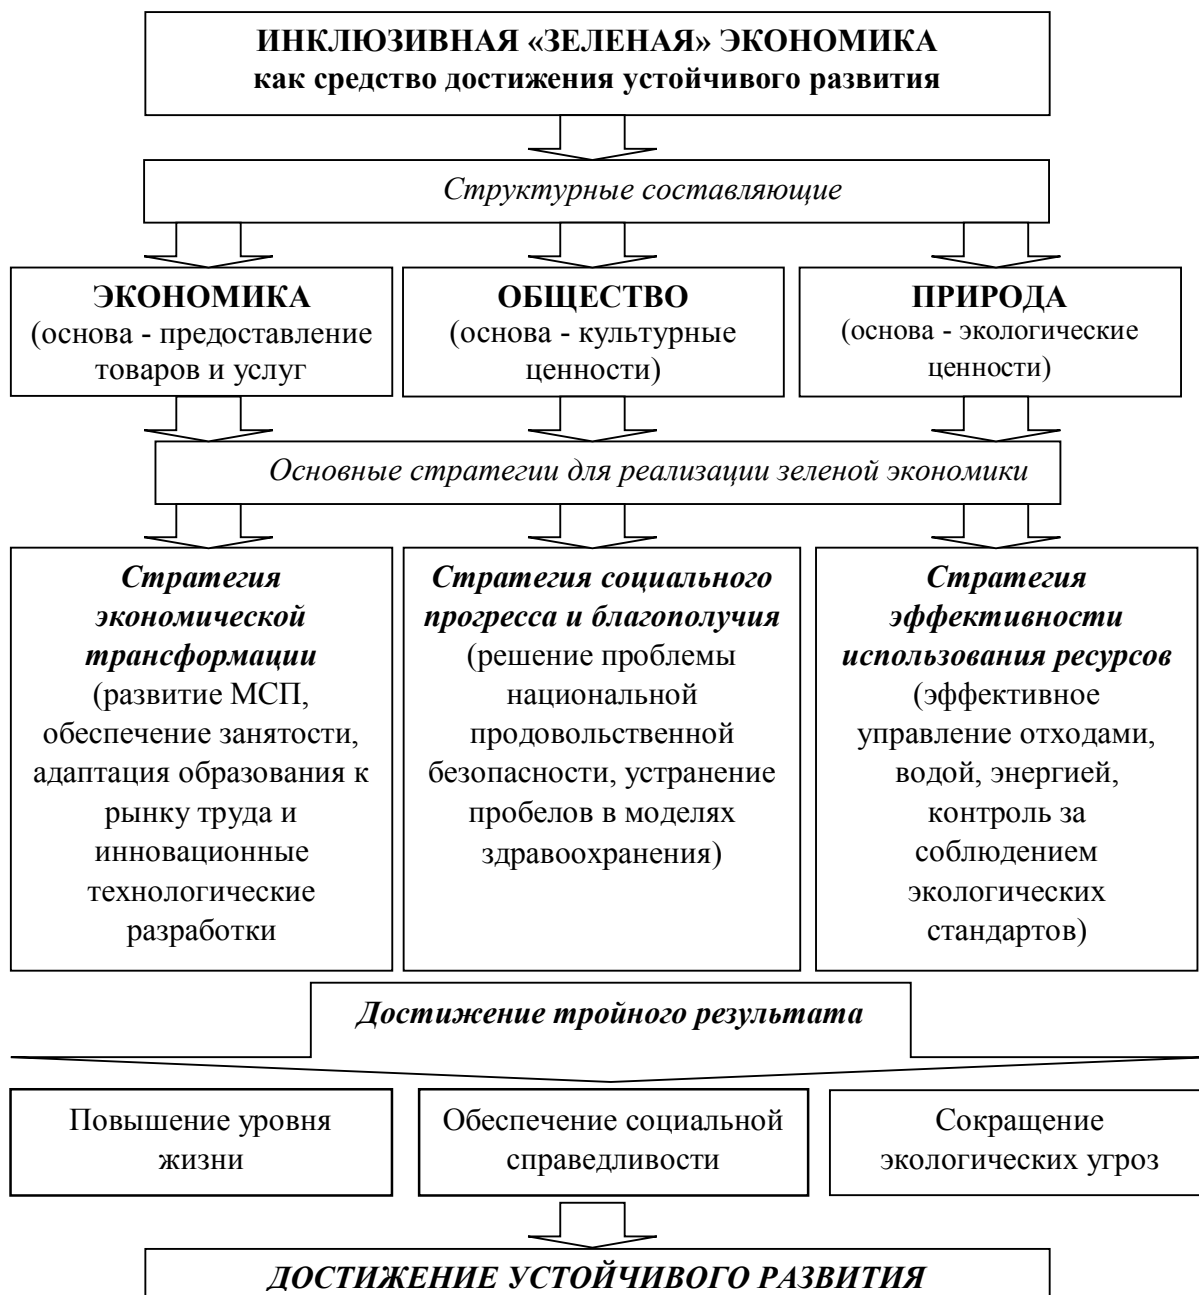 ИНКЛЮЗИВНАЯ «ЗЕЛЕНАЯ» ЭКОНОМИКА
как средство достижения устойчивого развития
Структурные составляющие
ЭКОНОМИКА
(основа - предоставление
товаров и услуг
ОБЩЕСТВО
(основа - культурные
ценности)
ПРИРОДА
(основа - экологические
ценности)
Основные стратегии для реализации зеленой экономики
Стратегия
экономической
трансформации
(развитие МСП,
обеспечение занятости,
адаптация образования к
рынку труда и
инновационные
технологические
разработки
Стратегия социального
прогресса и благополучия
(решение проблемы
национальной
продовольственной
безопасности, устранение
пробелов в моделях
здравоохранения)
Стратегия
эффективности
использования ресурсов
(эффективное
управление отходами,
водой, энергией,
контроль за
соблюдением
экологических
стандартов)
Достижение тройного результата
Повышение уровня
жизни
Обеспечение социальной
справедливости
Сокращение
экологических угроз
ДОСТИЖЕНИЕ УСТОЙЧИВОГО РАЗВИТИЯ